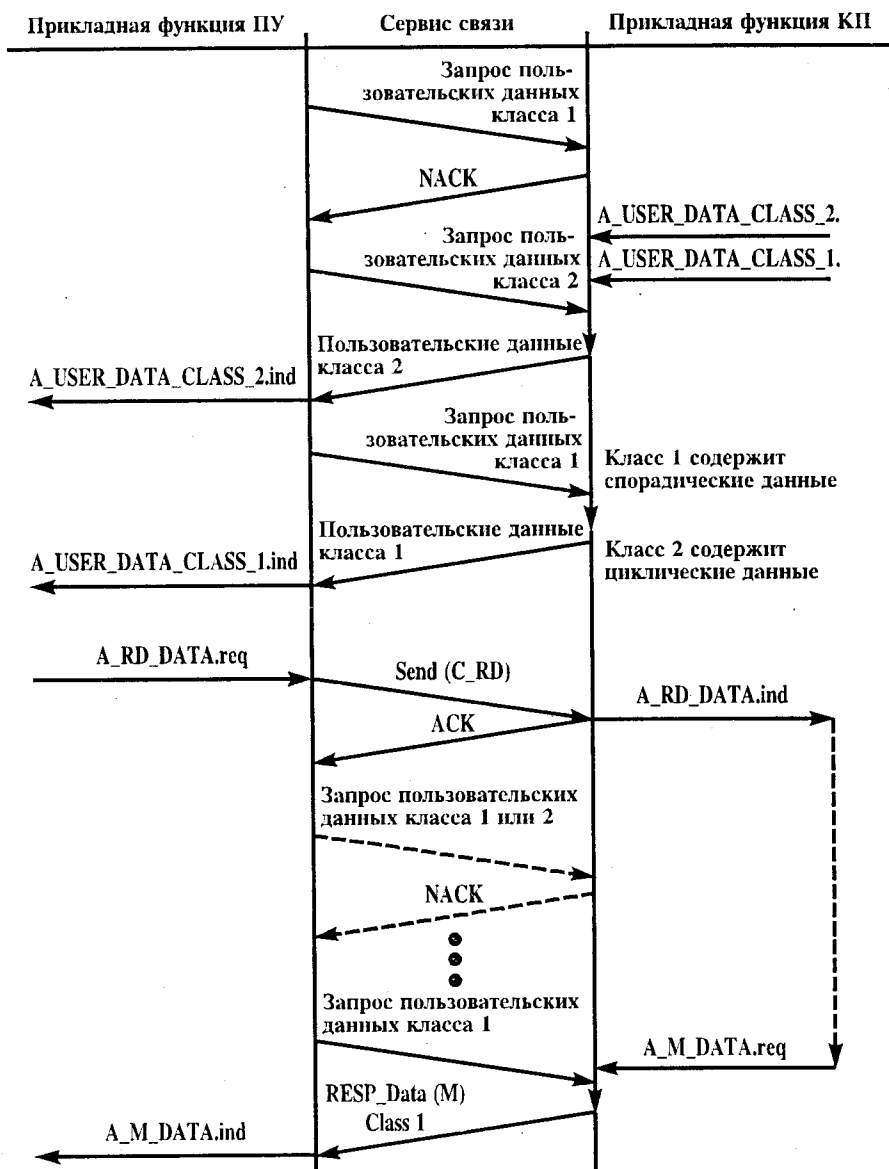 Прикладная функция ПУ
Сервис связи
Прикладная функция КП
Запрос поль-
зовательских данных
класса 1
NACK
A_USER_DATA_CLASS_2.
Запрос поль-
зовательских данных
класса 2
A_USER_DATA_CLASS_1.
Пользовательские данные
класса 2
A_USER_DATA_CLASS_2.ind
Запрос поль-
зовательских данных
класса 1
Класс 1 содержит
спорадические данные
Пользовательские данные
класса 1
A_USER_DATA_CLASS_1.ind
Класс 2 содержит
циклические данные
A_RD_DATA.req
Send (C_RD)
A_RD_DATA.ind
ACK
Запрос пользовательских
данных класса 1 или 2
NACK
Запрос пользовательских
данных класса 1
A_M_DATA.req
RESP_Data (M)
Class 1
A_M_DATA.ind